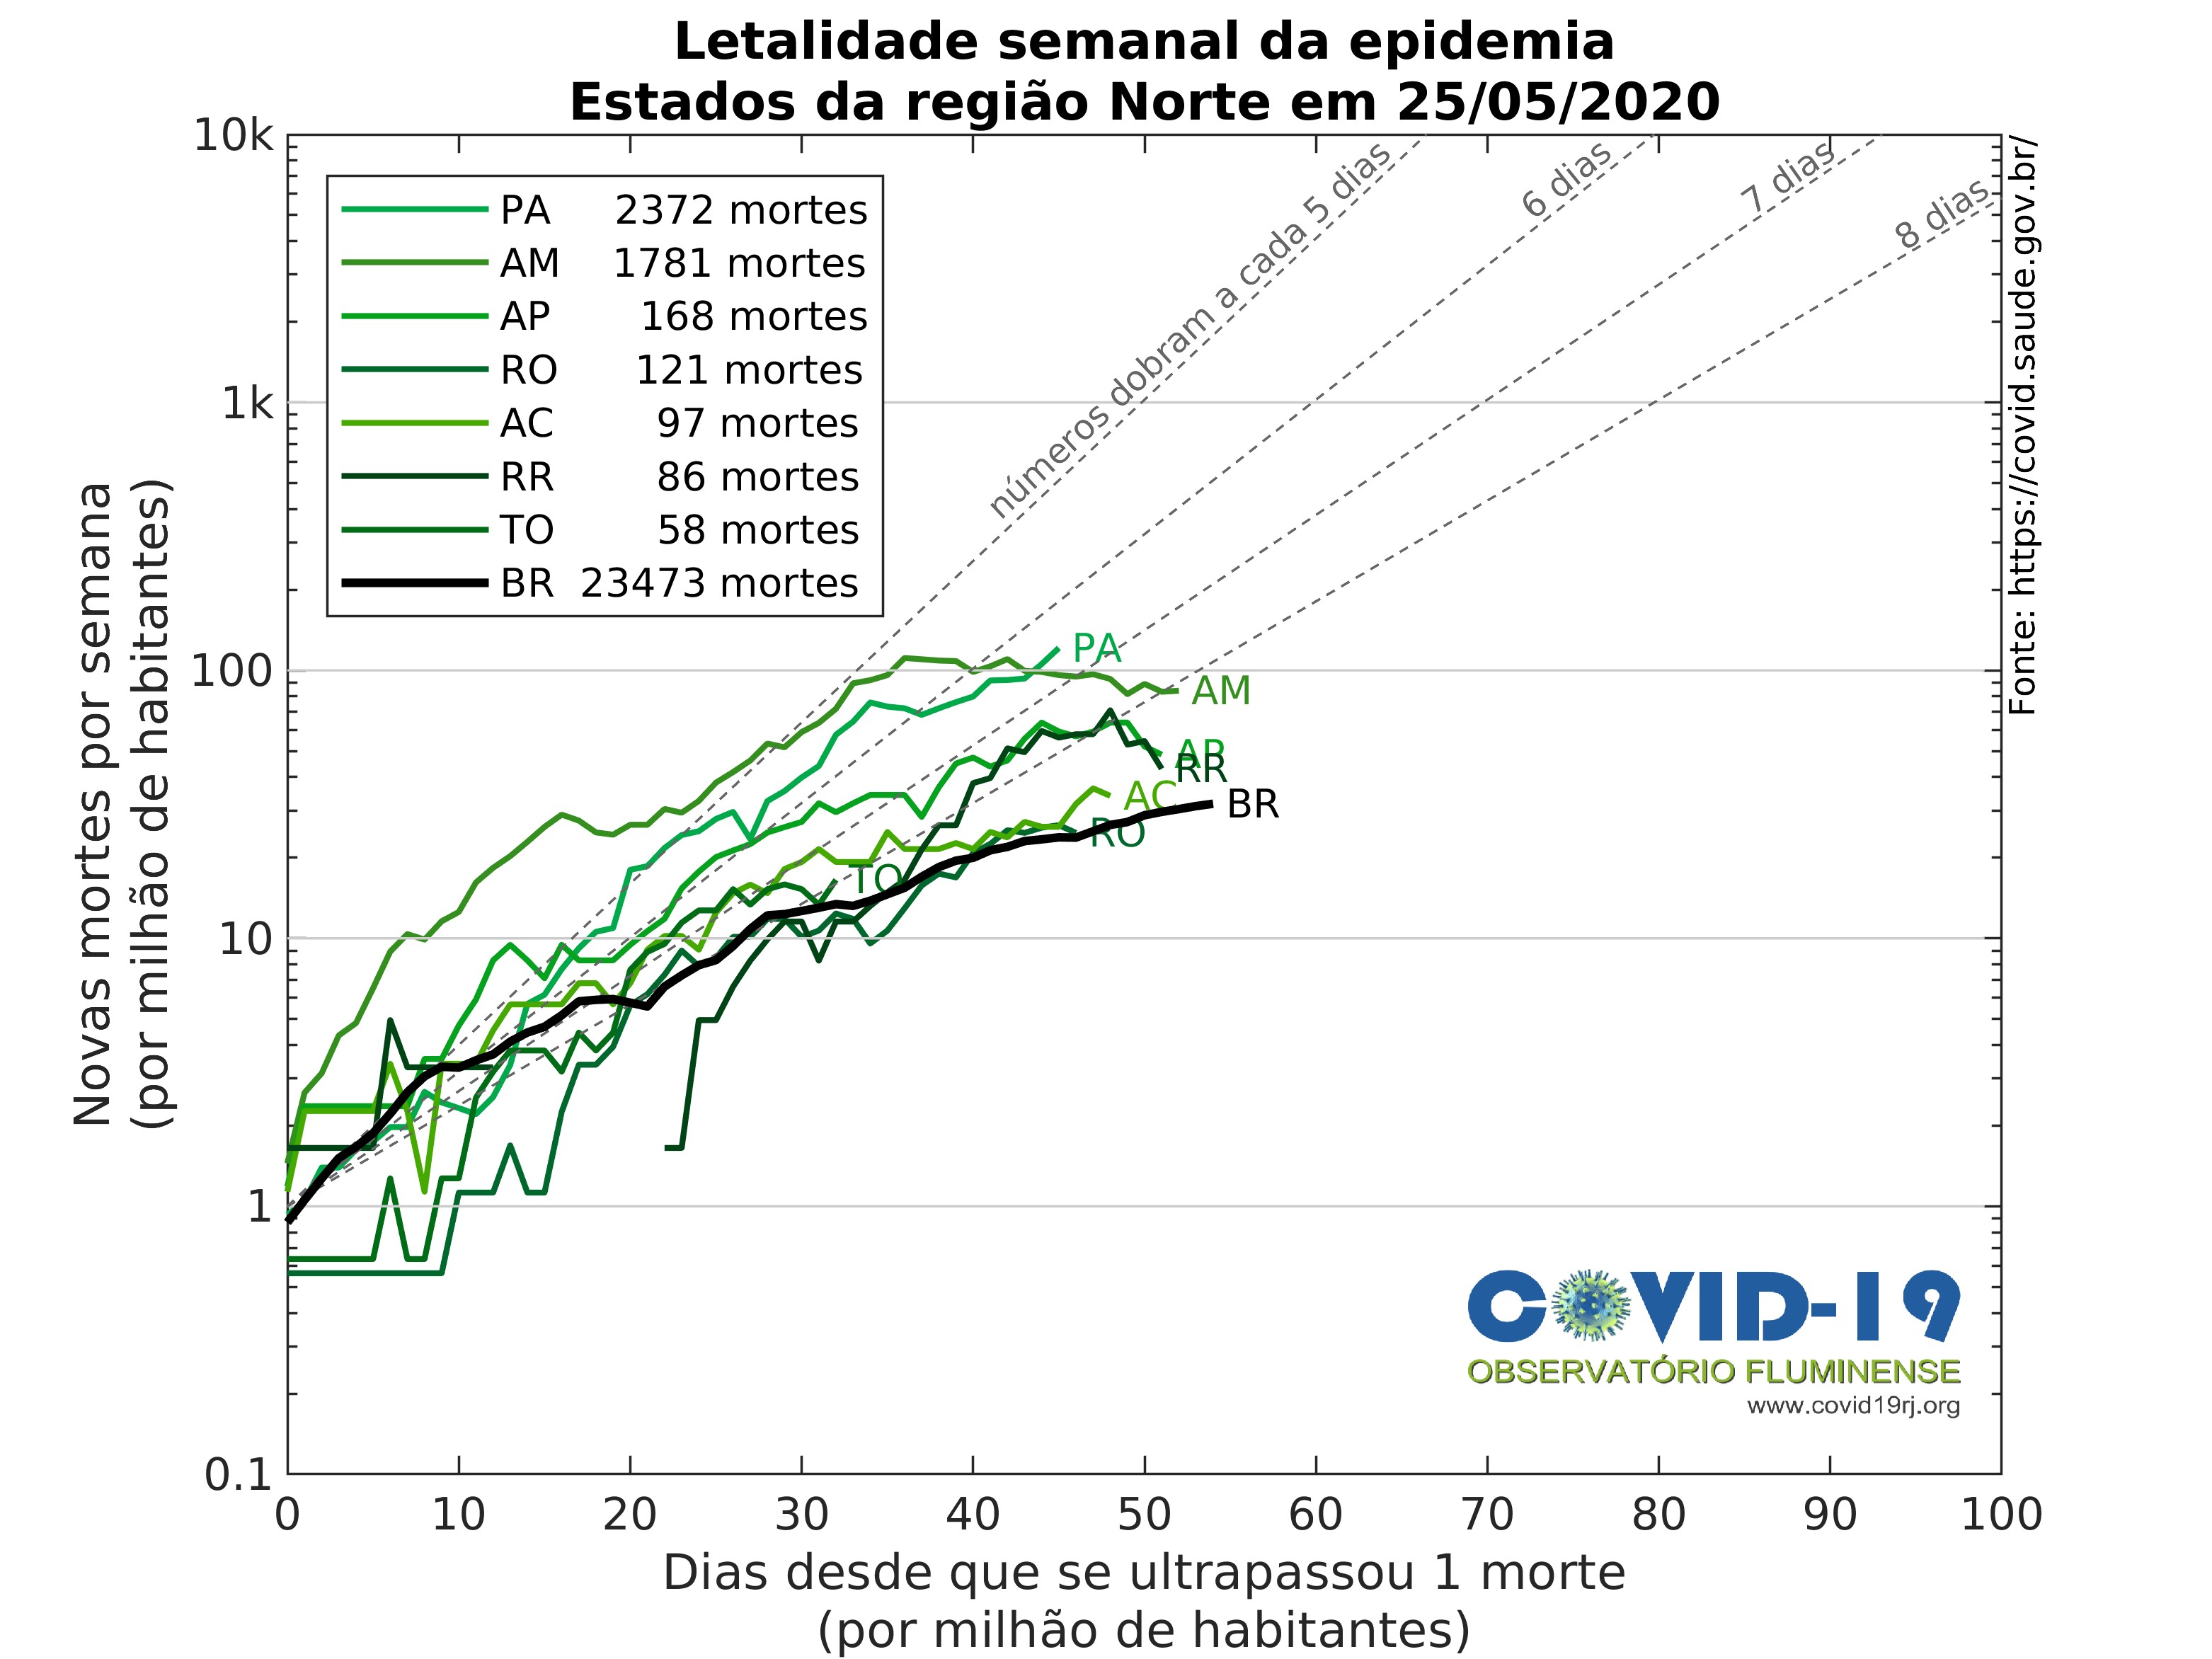 Letalidade semanal da epidemia
Estados da região Norte em 25/05/2020
10k
1k
100
10
1
0.1
Novas mortes por semana
(por milhão de habitantes)
PA 2372 mortes
AM 1781 mortes
AP 168 mortes
RO 121 mortes
AC 97 mortes
RR 86 mortes
TO 58 mortes
BR 23473 mortes
números dobram a cada 5 dias
6 dias
7 dias
8 dias
Fonte: https://covid.saude.gov.br/
PA
AM
AP
RR
AC
BR
RO
TO
COVID-19
OBSERVATÓRIO FLUMINENSE
www.covid19rj.org
0 10 20 30 40 50 60 70 80 90 100
Dias desde que se ultrapassou 1 morte
(por milhão de habitantes)